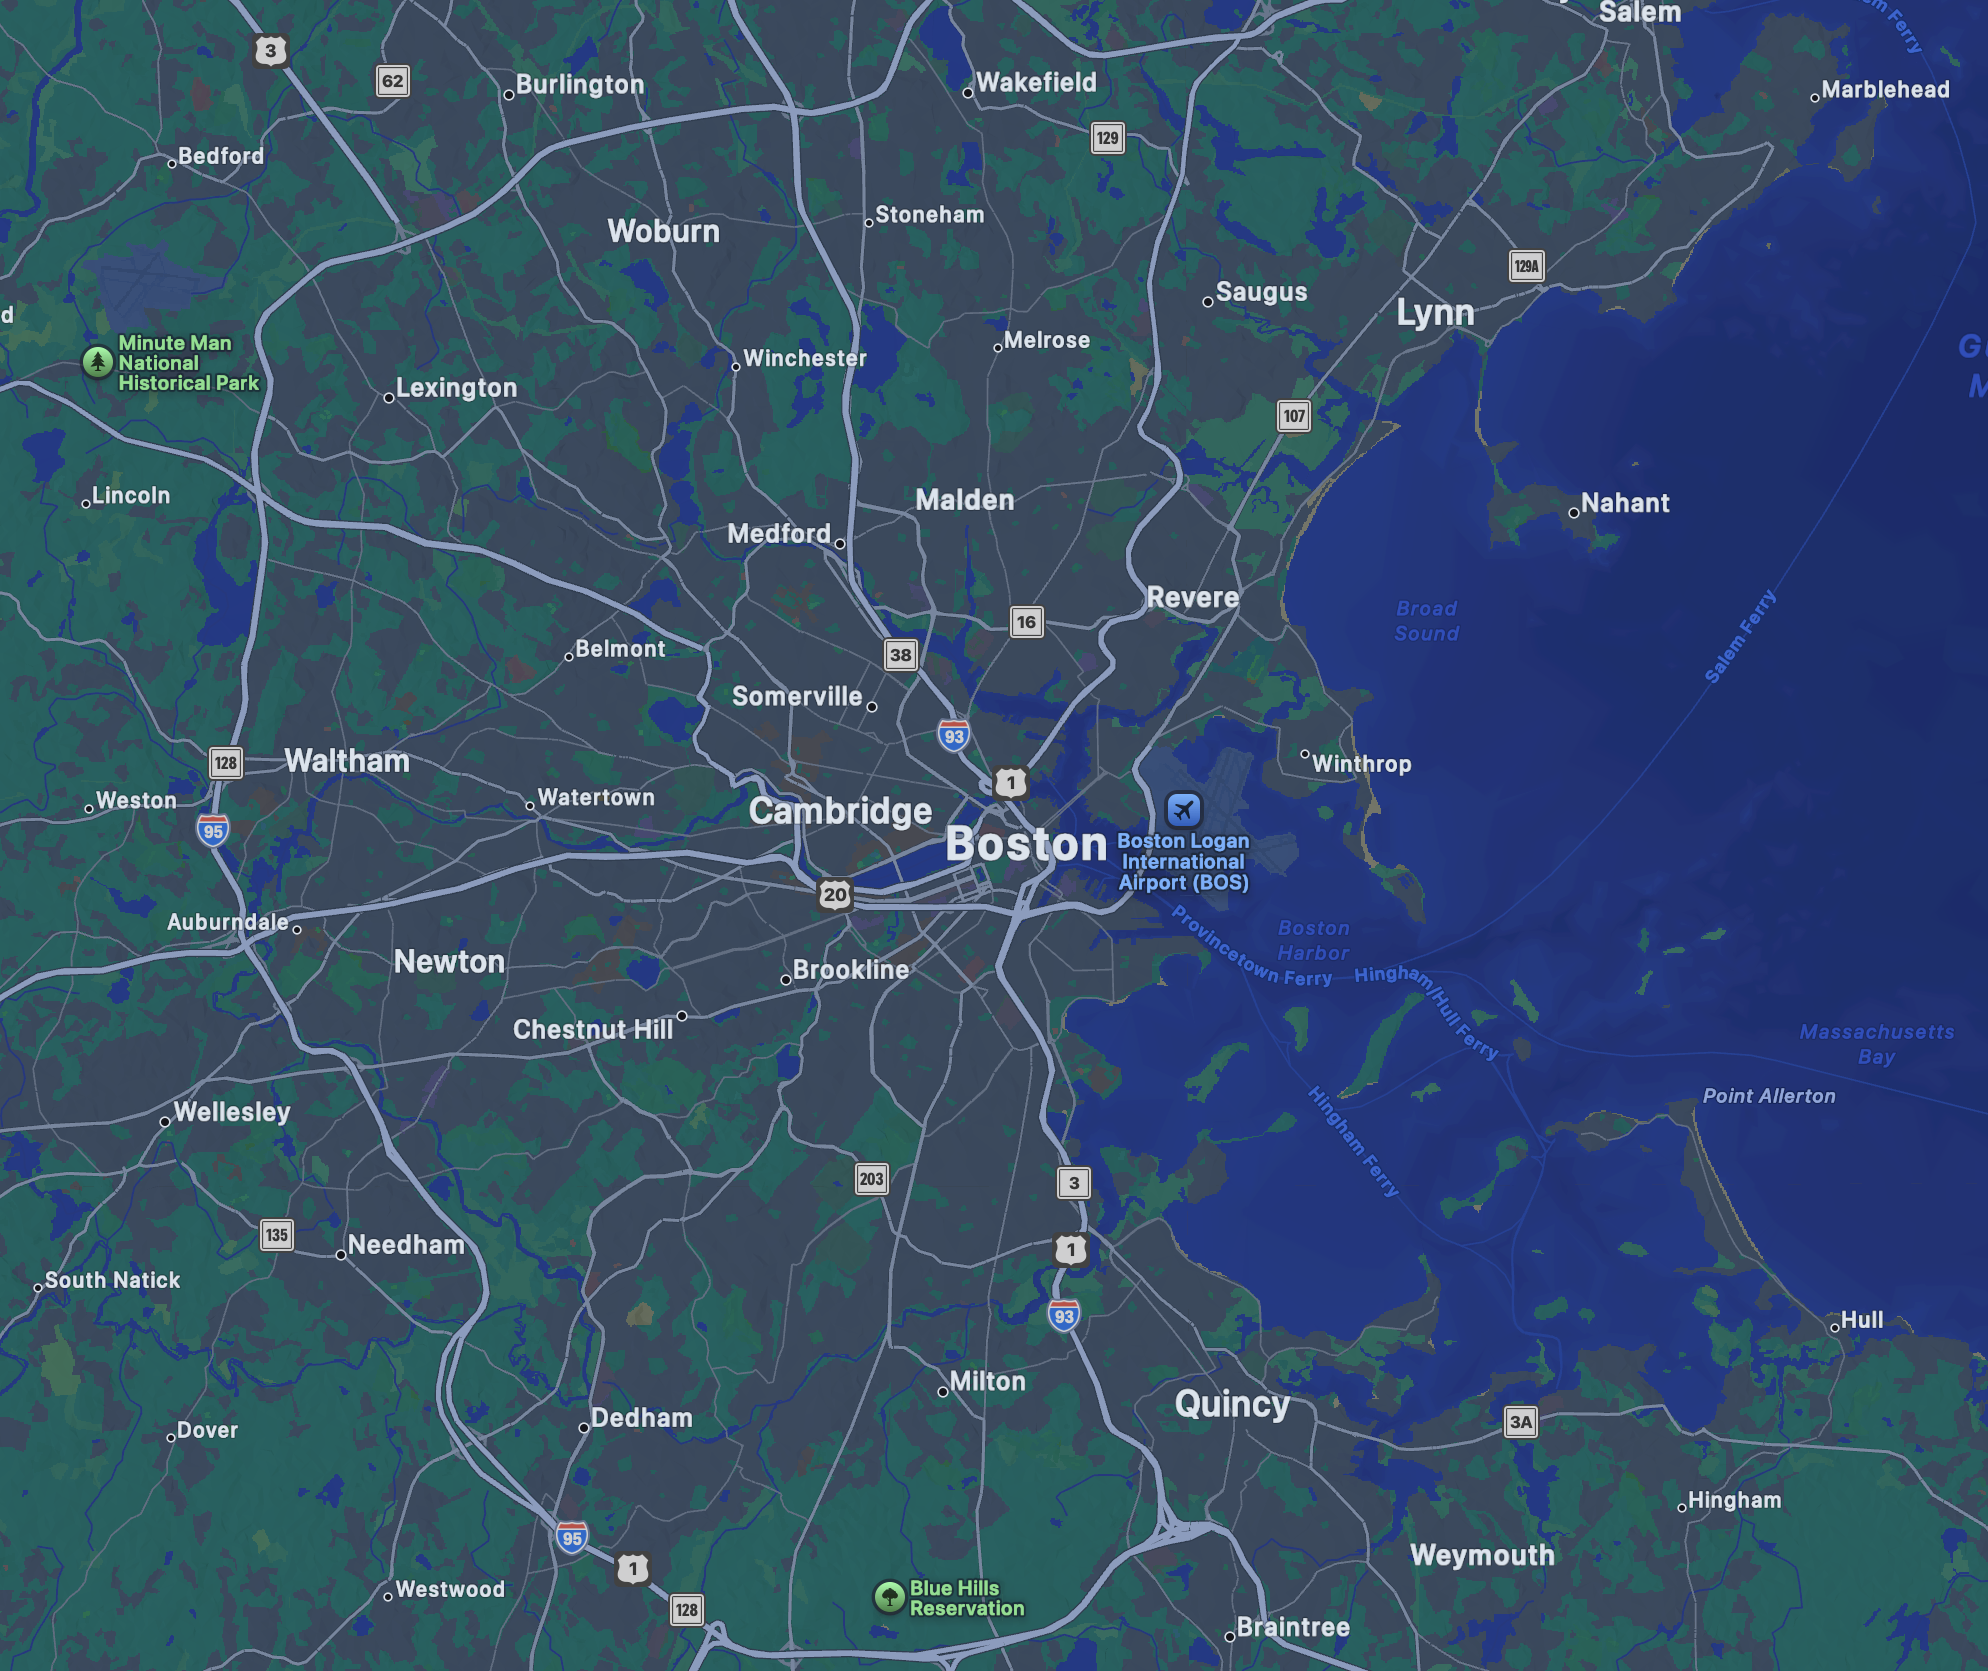 Salem
m Ferry
3
62
Burlington
Wakefield
Marblehead
129
Bedford
Stoneham
Woburn
129A
Saugus
Lynn
d
Minute Man
National
Historical Park
Melrose
Winchester
G
M
Lexington
107
Lincoln
Malden
Nahant
Medford
Revere
Broad
Sound
16
Salem Ferry
Belmont
38
Somerville
93
128
Waltham
Winthrop
1
Weston
Watertown
Cambridge
95
Boston
Boston Logan
International
Airport (BOS)
20
Auburndale
Provincetown Ferry
Boston
Harbor
Newton
Brookline
Hingham/Hull Ferry
Chestnut Hill
Massachusetts
Bay
Point Allerton
Wellesley
Hingham Ferry
203
3
135
Needham
1
South Natick
93
Hull
Milton
Quincy
Dedham
3A
Dover
Hingham
95
Weymouth
1
Westwood
Blue Hills
Reservation
128
Braintree